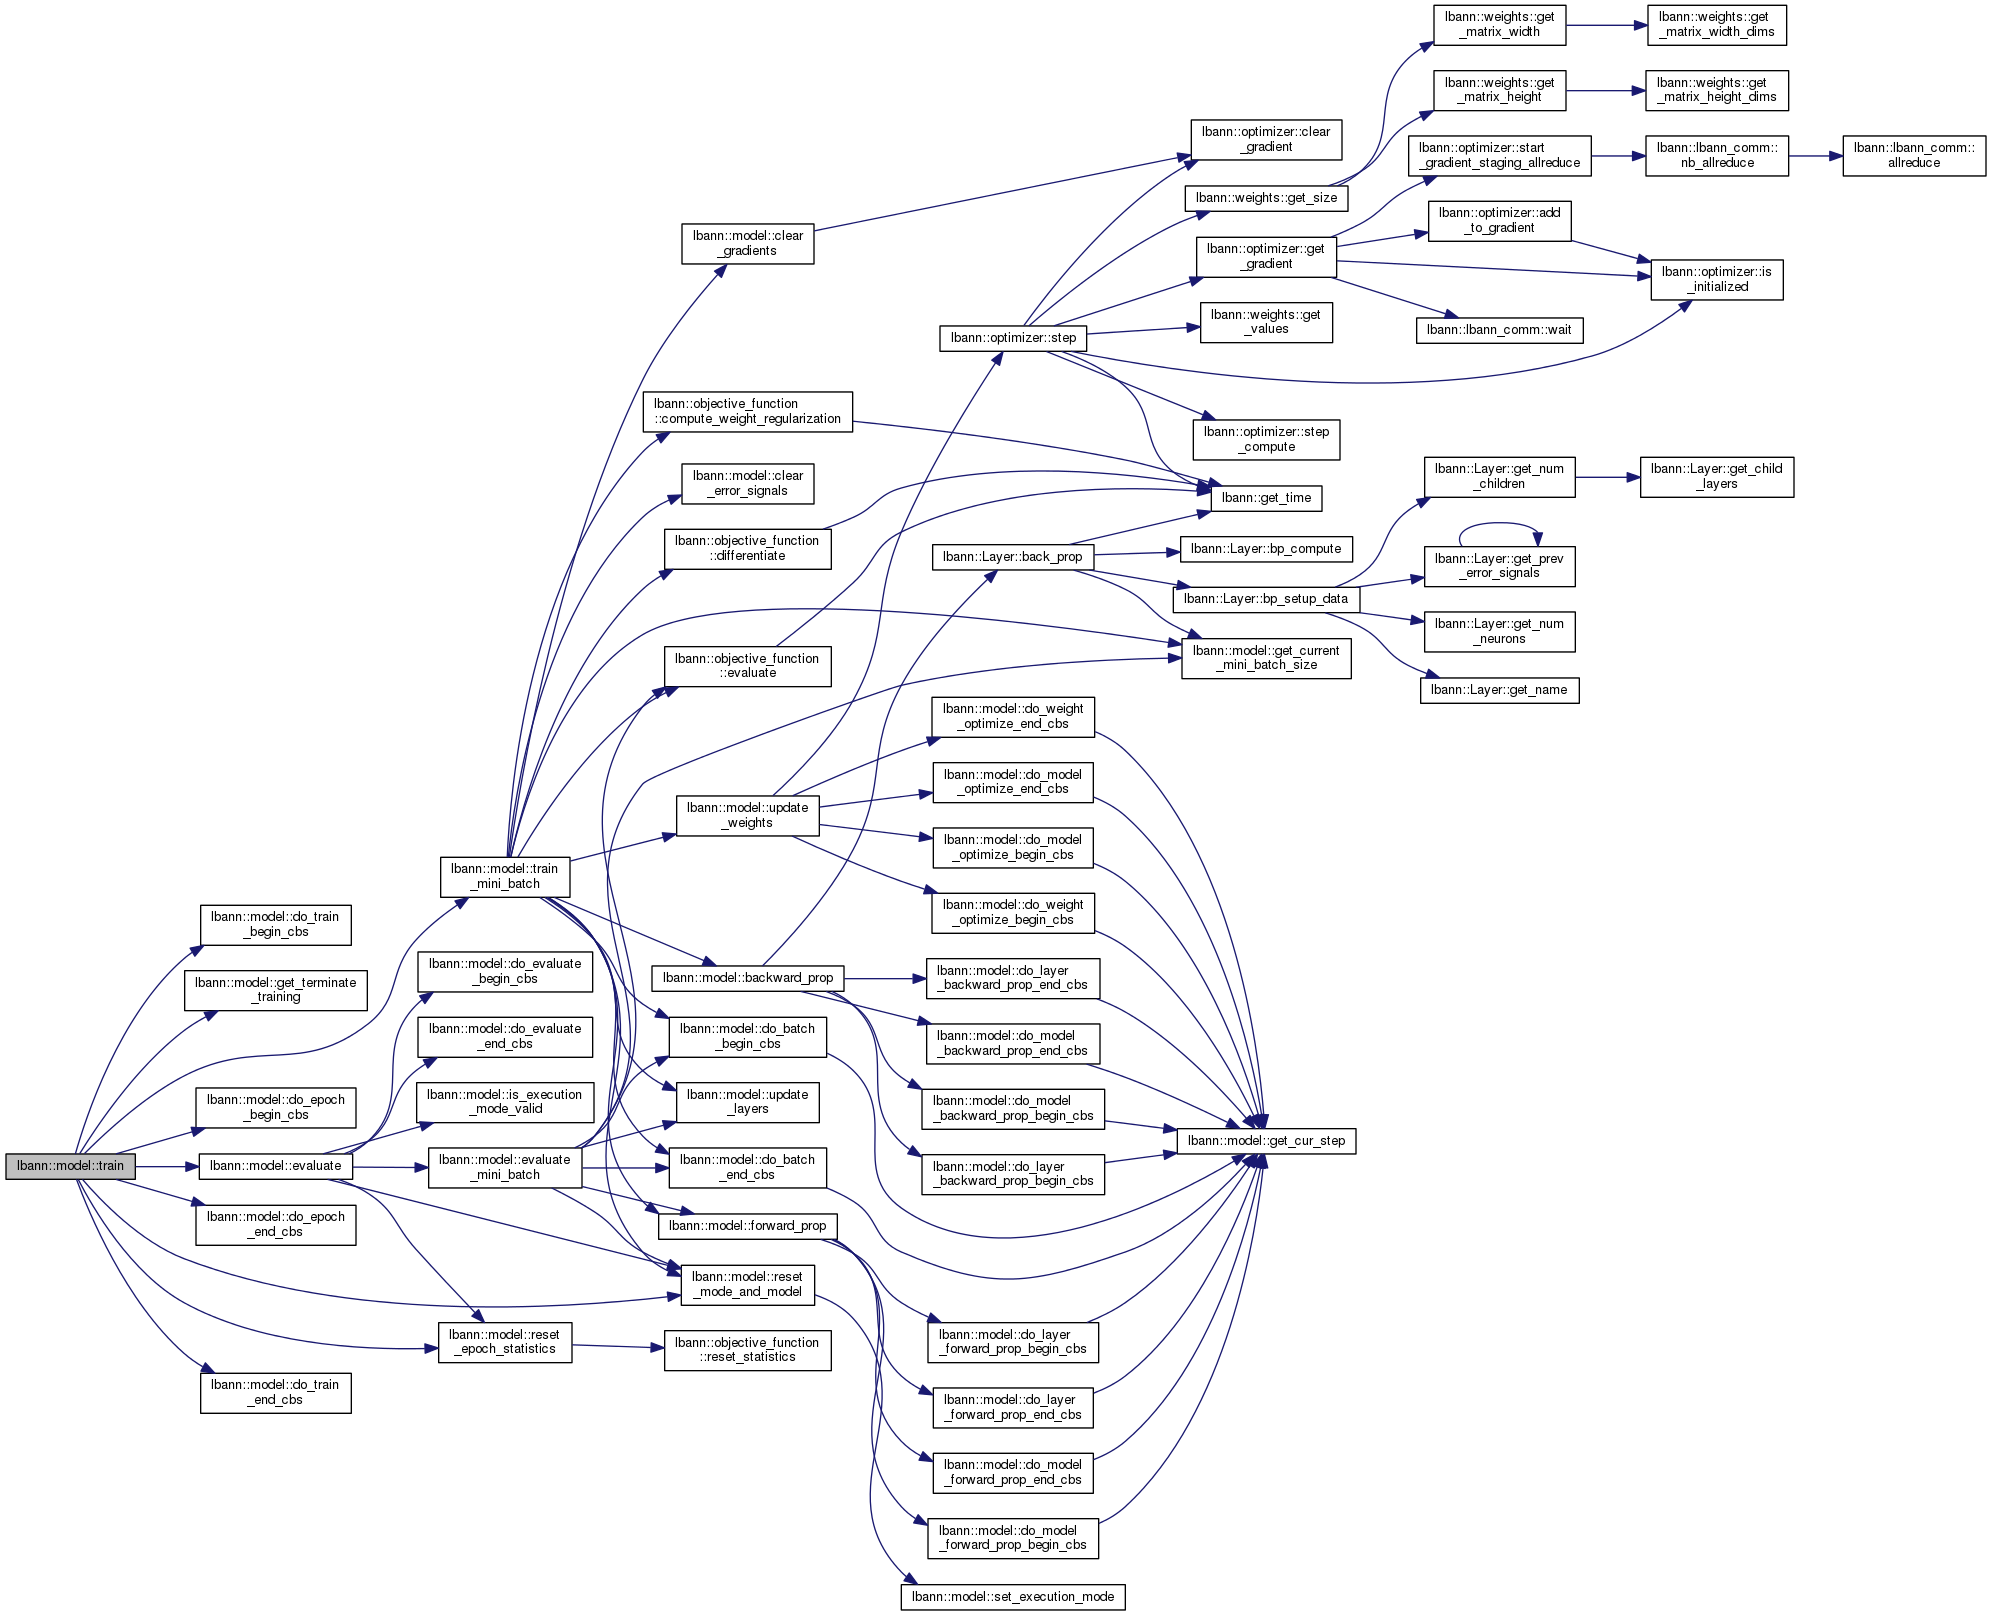 lbann::model::train
lbann::model::do_train
_begin_cbs
lbann::model::get_terminate
_training
lbann::model::do_epoch
_begin_cbs
lbann::model::evaluate
lbann::model::do_epoch
_end_cbs
lbann::model::do_train
_end_cbs
lbann::model::train
_mini_batch
lbann::model::do_evaluate
_begin_cbs
lbann::model::do_evaluate
_end_cbs
lbann::model::is_execution
_mode_valid
lbann::model::evaluate
_mini_batch
lbann::model::reset
_epoch_statistics
lbann::model::clear
_gradients
lbann::objective_function
::compute_weight_regularization
lbann::model::clear
_error_signals
lbann::objective_function
::differentiate
lbann::objective_function
::evaluate
lbann::model::update
_weights
lbann::model::backward_prop
lbann::model::do_batch
_begin_cbs
lbann::model::update
_layers
lbann::model::do_batch
_end_cbs
lbann::model::forward_prop
lbann::model::reset
_mode_and_model
lbann::objective_function
::reset_statistics
lbann::optimizer::step
lbann::Layer::back_prop
lbann::model::do_weight
_optimize_end_cbs
lbann::model::do_model
_optimize_end_cbs
lbann::model::do_model
_optimize_begin_cbs
lbann::model::do_weight
_optimize_begin_cbs
lbann::model::do_layer
_backward_prop_end_cbs
lbann::model::do_model
_backward_prop_end_cbs
lbann::model::do_model
_backward_prop_begin_cbs
lbann::model::do_layer
_backward_prop_begin_cbs
lbann::model::do_layer
_forward_prop_begin_cbs
lbann::model::do_layer
_forward_prop_end_cbs
lbann::model::do_model
_forward_prop_end_cbs
lbann::model::do_model
_forward_prop_begin_cbs
lbann::model::set_execution_mode
lbann::optimizer::clear
_gradient
lbann::weights::get_size
lbann::optimizer::get
_gradient
lbann::weights::get
_values
lbann::optimizer::step
_compute
lbann::get_time
lbann::Layer::bp_compute
lbann::Layer::bp_setup_data
lbann::model::get_current
_mini_batch_size
lbann::model::get_cur_step
lbann::weights::get
_matrix_width
lbann::weights::get
_matrix_height
lbann::optimizer::start
_gradient_staging_allreduce
lbann::optimizer::add
_to_gradient
lbann::lbann_comm::wait
lbann::Layer::get_num
_children
lbann::Layer::get_prev
_error_signals
lbann::Layer::get_num
_neurons
lbann::Layer::get_name
lbann::weights::get
_matrix_width_dims
lbann::weights::get
_matrix_height_dims
lbann::lbann_comm::
nb_allreduce
lbann::optimizer::is
_initialized
lbann::Layer::get_child
_layers
lbann::lbann_comm::
allreduce